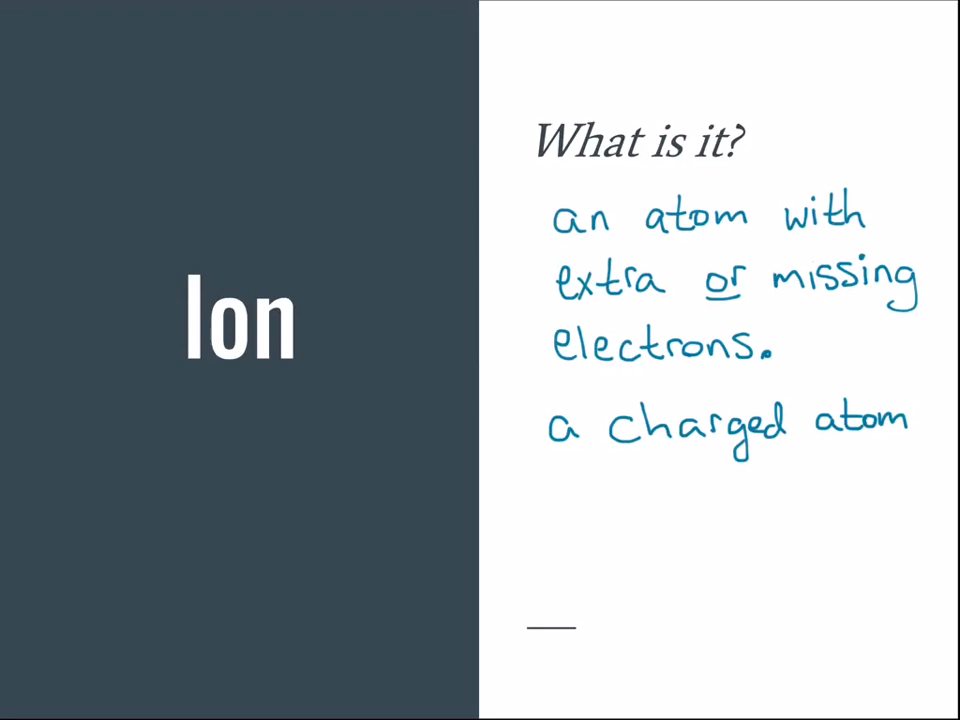 Ion
What is it?
an atom with
extra or missing
electrons.
a charged atom